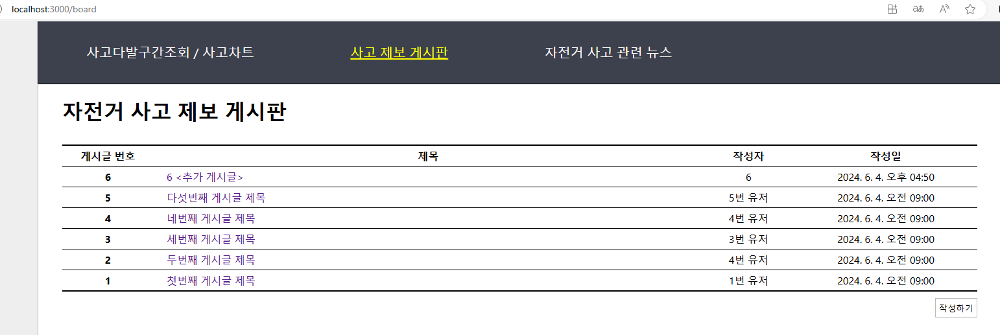 localhost:3000/board
사고다발구간조회 / 사고차트 사고 제보 게시판 자전거 사고 관련 뉴스
자전거 사고 제보 게시판
게시글 번호 제목 작성자 작성일
6 6 <추가 게시글> 6 2024. 6. 4. 오후 04:50
5 다섯번째 게시글 제목 5번 유저 2024. 6. 4. 오전 09:00
4 네번째 게시글 제목 4번 유저 2024. 6. 4. 오전 09:00
3 세번째 게시글 제목 3번 유저 2024. 6. 4. 오전 09:00
2 두번째 게시글 제목 4번 유저 2024. 6. 4. 오전 09:00
1 첫번째 게시글 제목 1번 유저 2024. 6. 4. 오전 09:00
작성하기